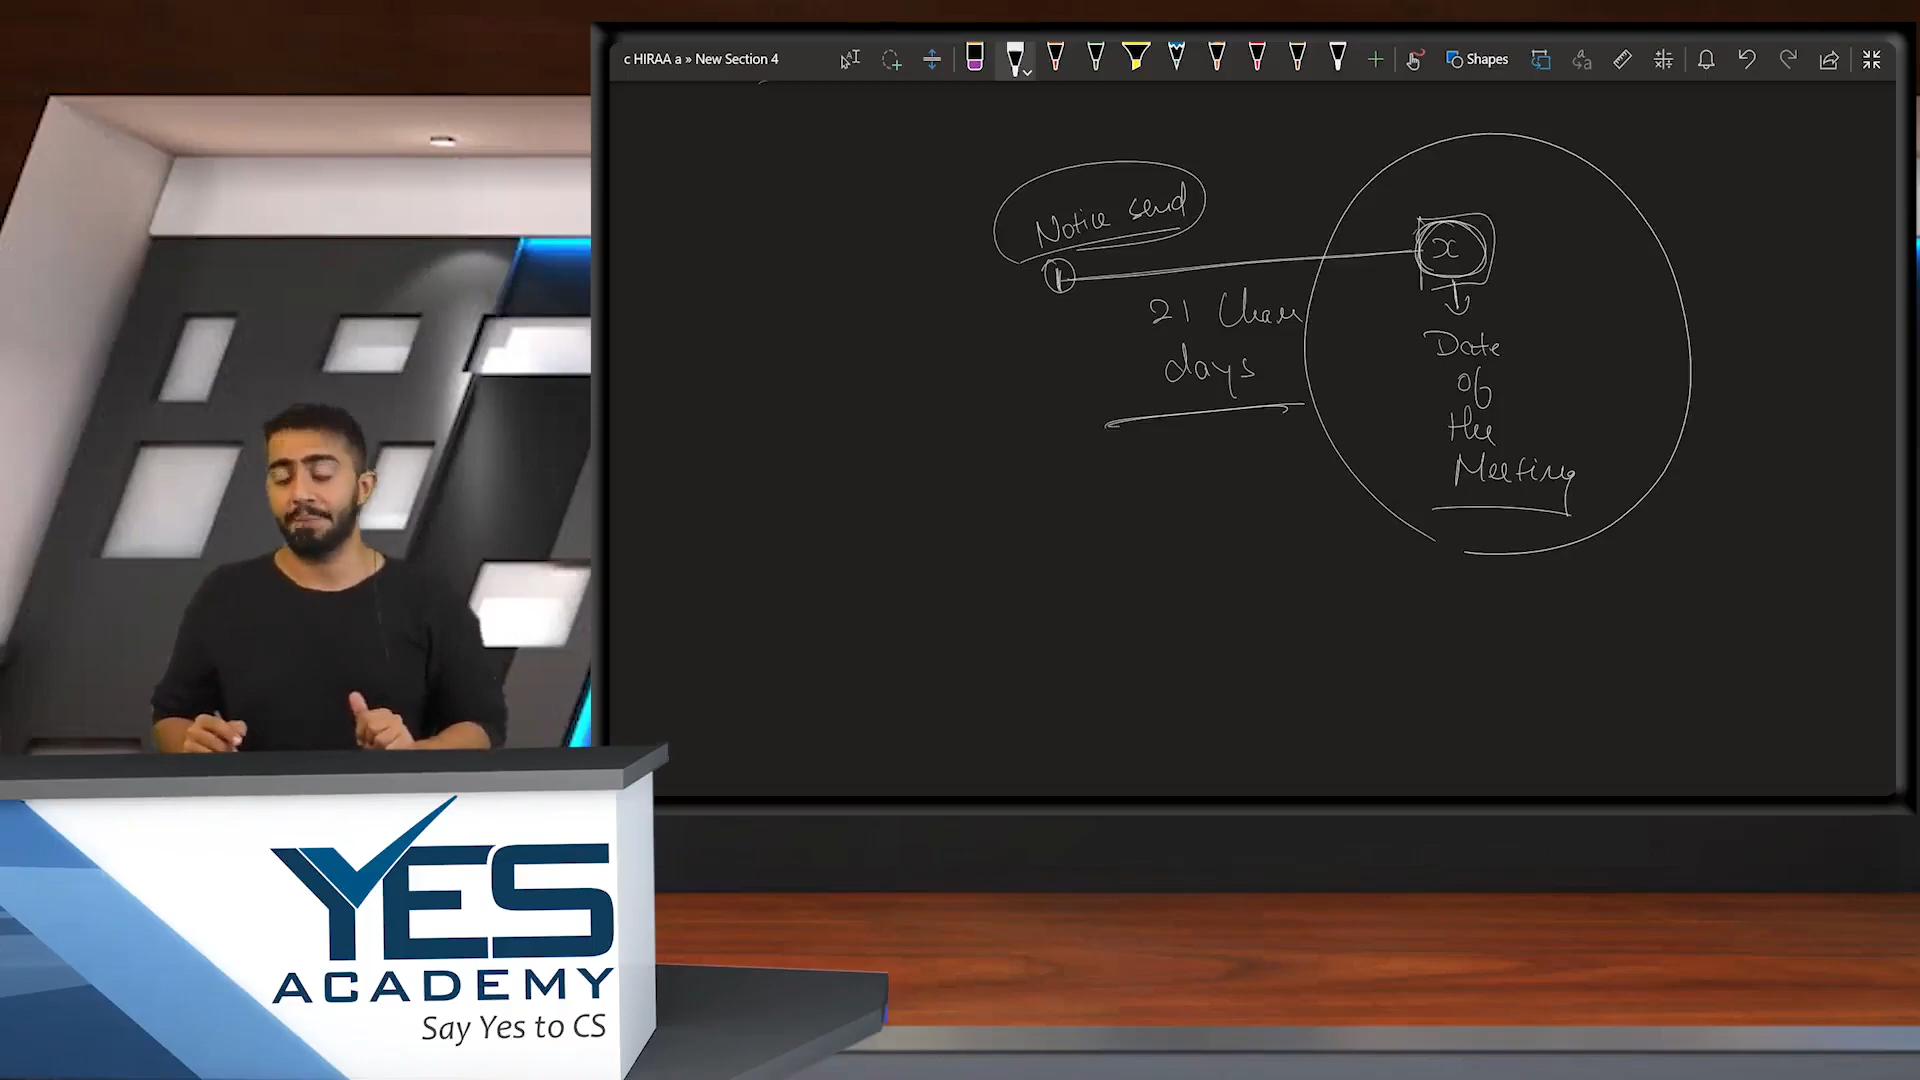 c HIRAA a » New Section 4
Shapes
Notice send
x
21 Clear
days
Date
of
the
Meeting
YES
ACADEMY
Say Yes to CS